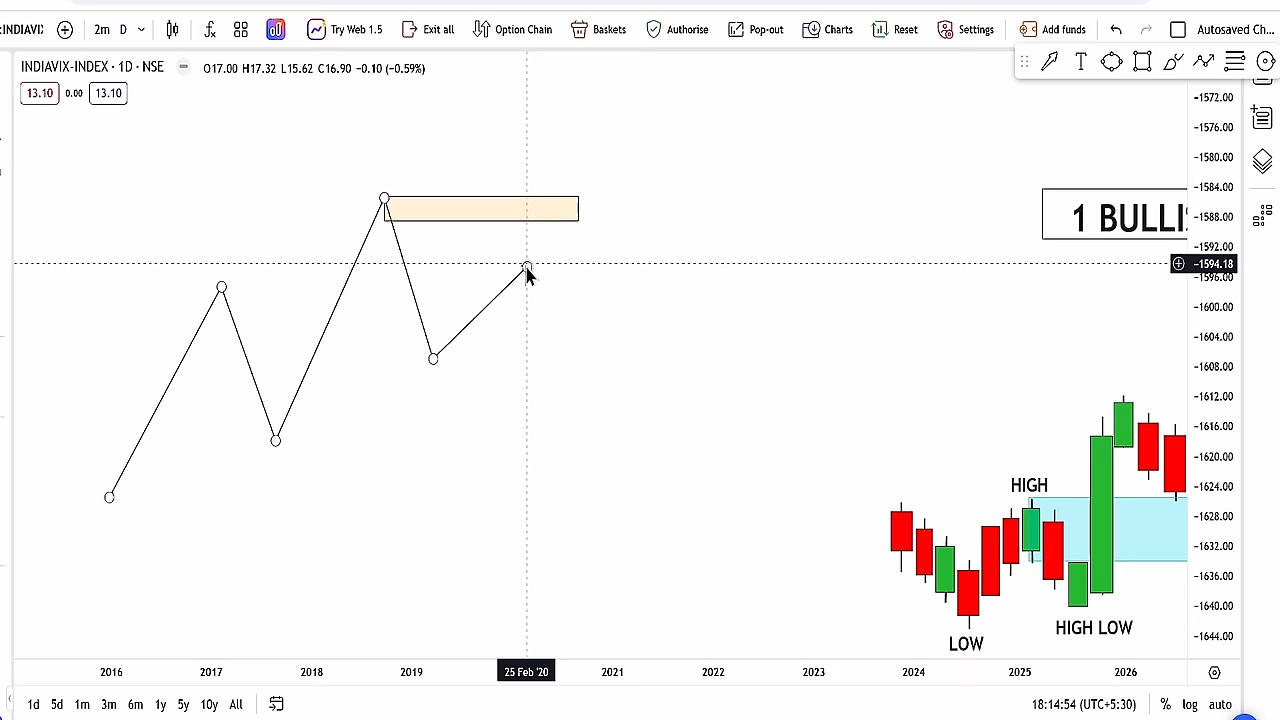 :INDIAVIX
2m D
Try Web 1.5
Exit all
Option Chain
Baskets
Authorise
Pop-out
Charts
Reset
Settings
Add funds
Autosaved Ch...
INDIAVIX-INDEX · 1D · NSE
O17.00 H17.32 L15.62 C16.90 −0.10 (−0.59%)
13.10 0.00 13.10
−1572.00
−1576.00
−1580.00
−1584.00
−1588.00
−1592.00
−1594.18
−1596.00
−1600.00
−1604.00
−1608.00
−1612.00
−1616.00
−1620.00
−1624.00
−1628.00
−1632.00
−1636.00
−1640.00
−1644.00
1 BULLI
HIGH
HIGH LOW
LOW
2016 2017 2018 2019 25 Feb '20 2021 2022 2023 2024 2025 2026
1d 5d 1m 3m 6m 1y 5y 10y All
18:14:54 (UTC+5:30) % log auto